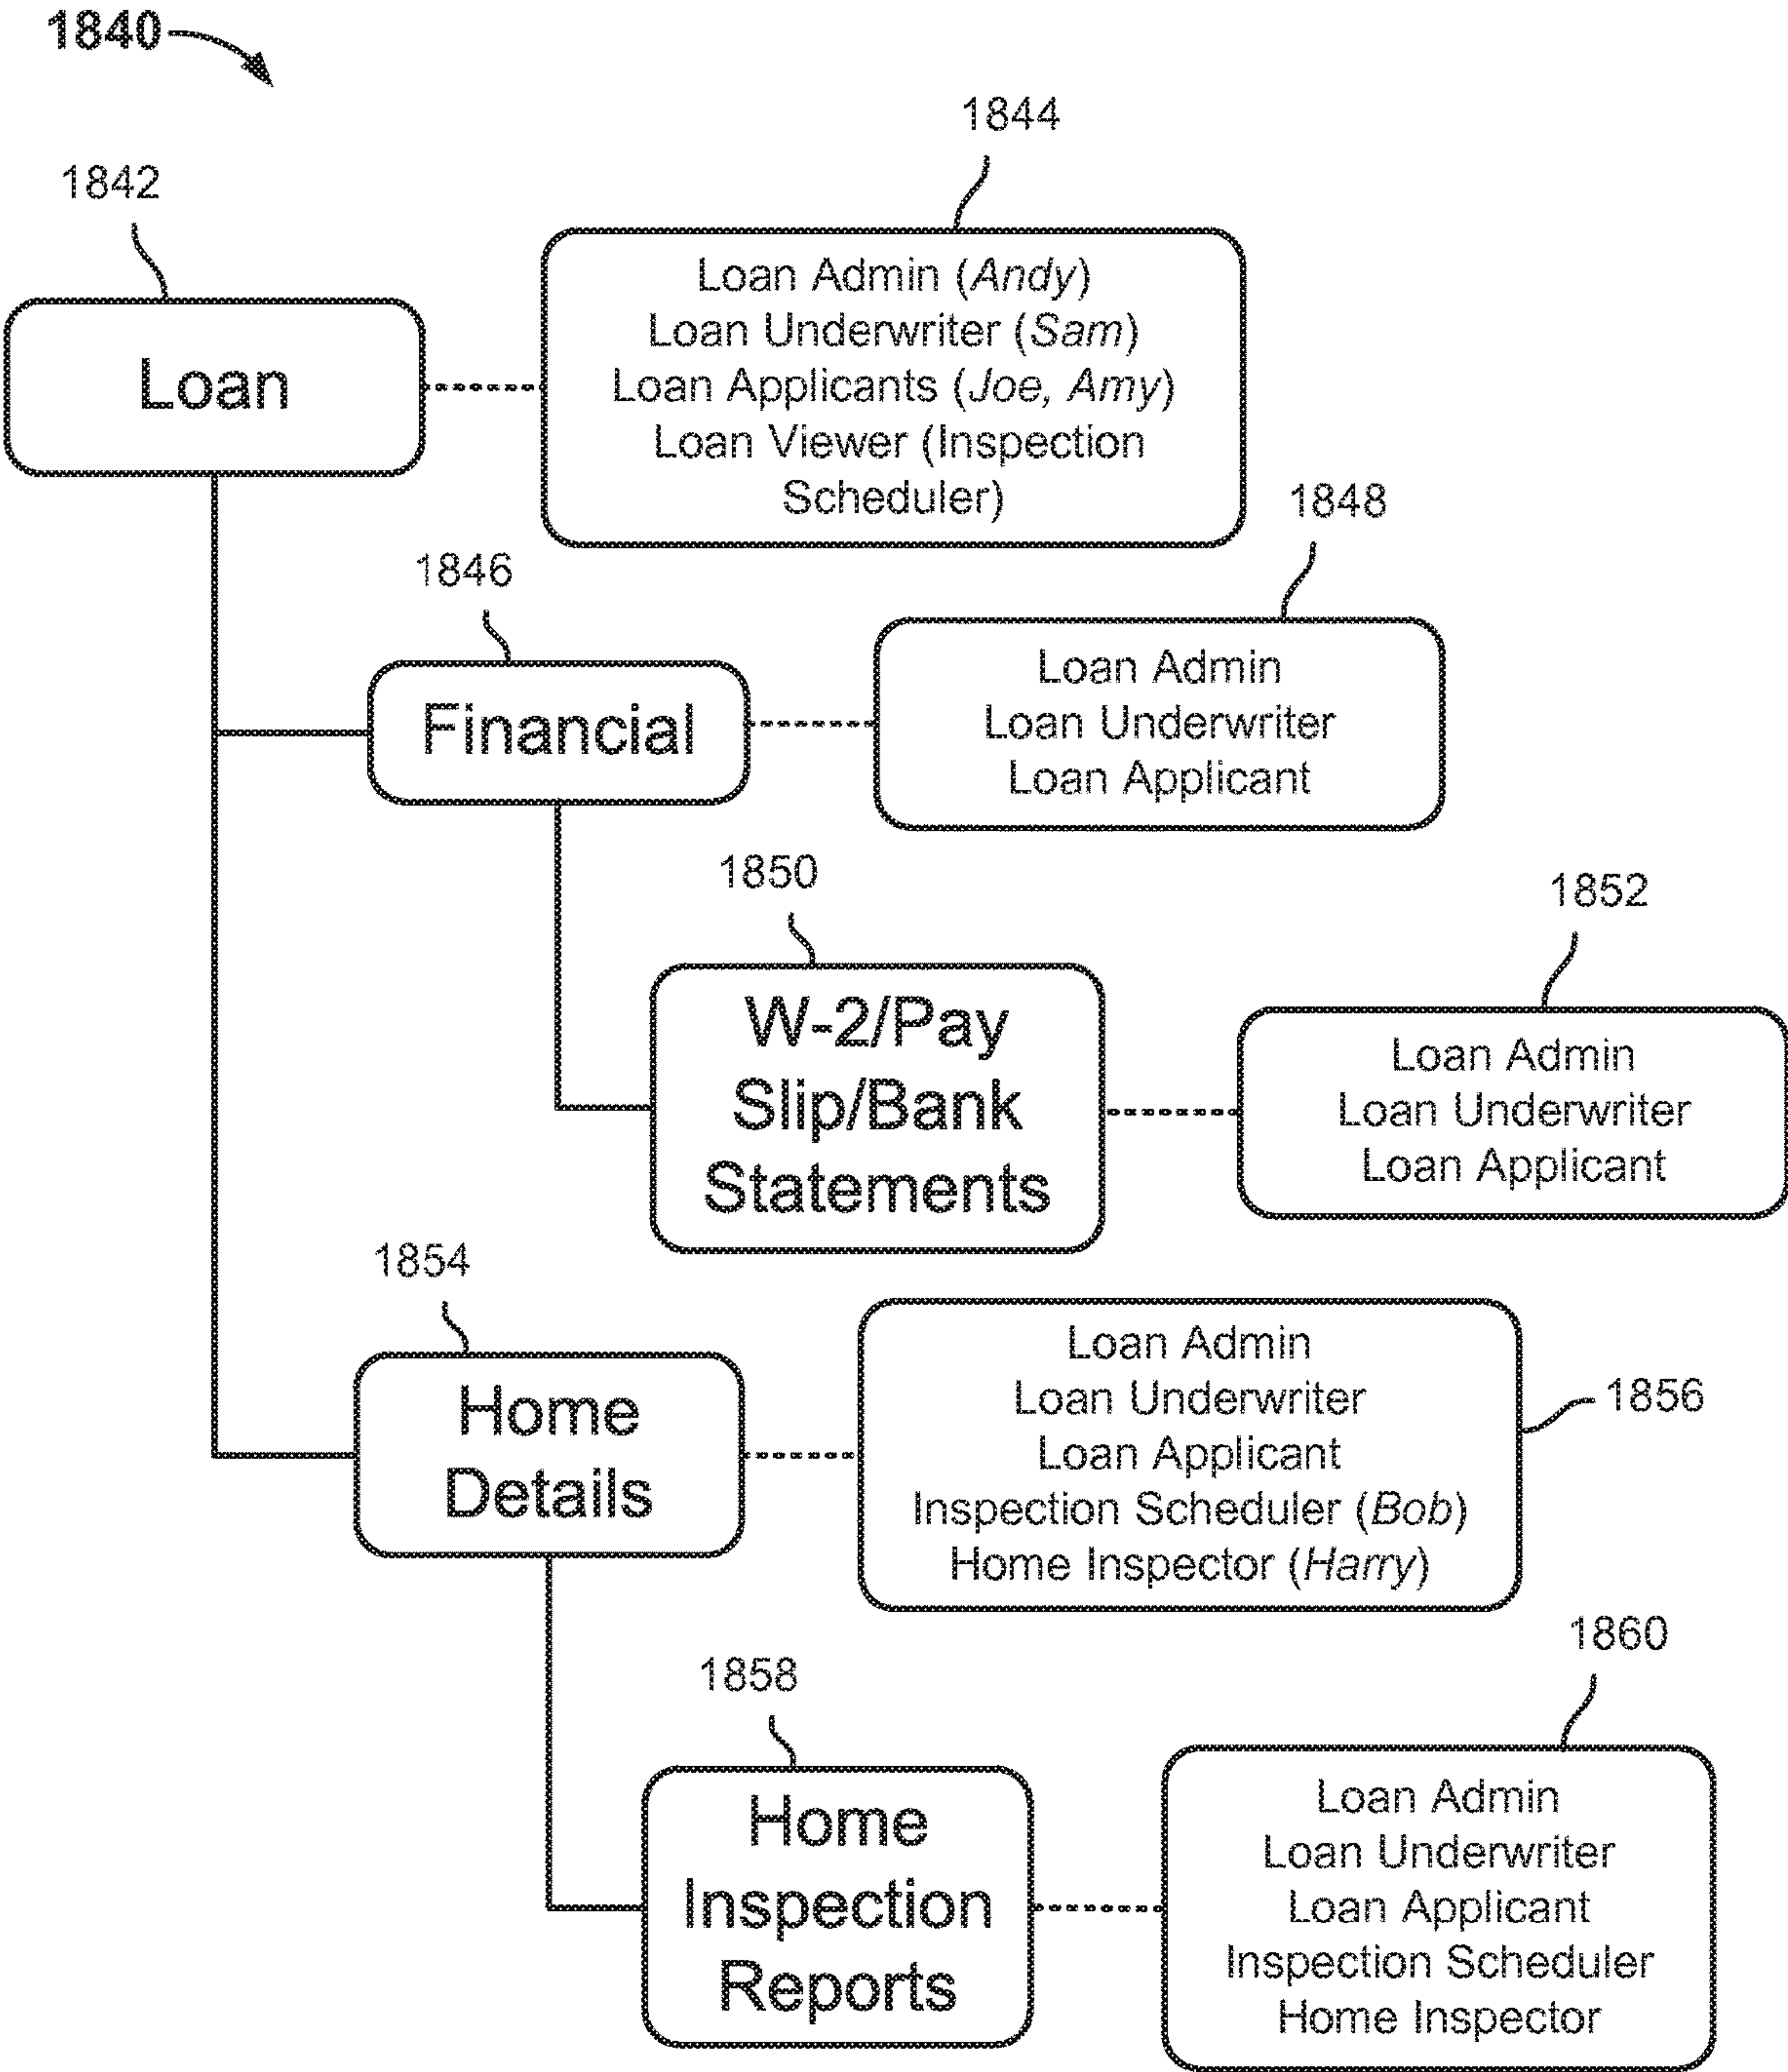 1840
1844
1842
Loan Admin (Andy)
Loan Underwriter (Sam)
Loan Applicants (Joe, Amy)
Loan Viewer (Inspection
Scheduler)
Loan
1848
1846
Loan Admin
Loan Underwriter
Loan Applicant
Financial
1850
1852
W-2/Pay
Slip/Bank
Statements
Loan Admin
Loan Underwriter
Loan Applicant
1854
Home
Details
Loan Admin
Loan Underwriter
Loan Applicant
Inspection Scheduler (Bob)
Home Inspector (Harry)
1856
1860
1858
Home
Inspection
Reports
Loan Admin
Loan Underwriter
Loan Applicant
Inspection Scheduler
Home Inspector